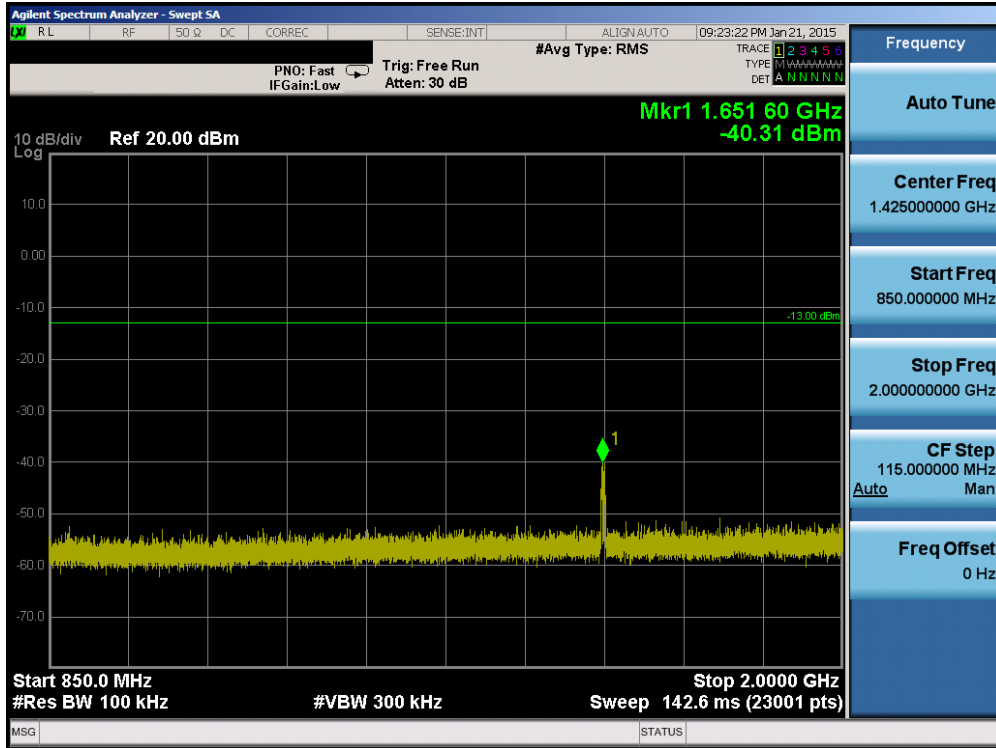 Agilent Spectrum Analyzer - Swept SA
LXI RL RF 50 Ω DC CORREC SENSE:INT ALIGN AUTO 09:23:22 PM Jan 21, 2015
#Avg Type: RMS
TRACE 1 2 3 4 5 6
TYPE M WWWWW
DET A N N N N N
PNO: Fast
IFGain:Low
Trig: Free Run
Atten: 30 dB
Mkr1 1.651 60 GHz
-40.31 dBm
10 dB/div Ref 20.00 dBm
Log
10.0
0.00
-10.0
-13.00 dBm
-20.0
-30.0
1
-40.0
-50.0
-60.0
-70.0
Start 850.0 MHz Stop 2.0000 GHz
#Res BW 100 kHz #VBW 300 kHz Sweep 142.6 ms (23001 pts)
MSG STATUS
Frequency
Auto Tune
Center Freq
1.425000000 GHz
Start Freq
850.000000 MHz
Stop Freq
2.000000000 GHz
CF Step
115.000000 MHz
Auto Man
Freq Offset
0 Hz